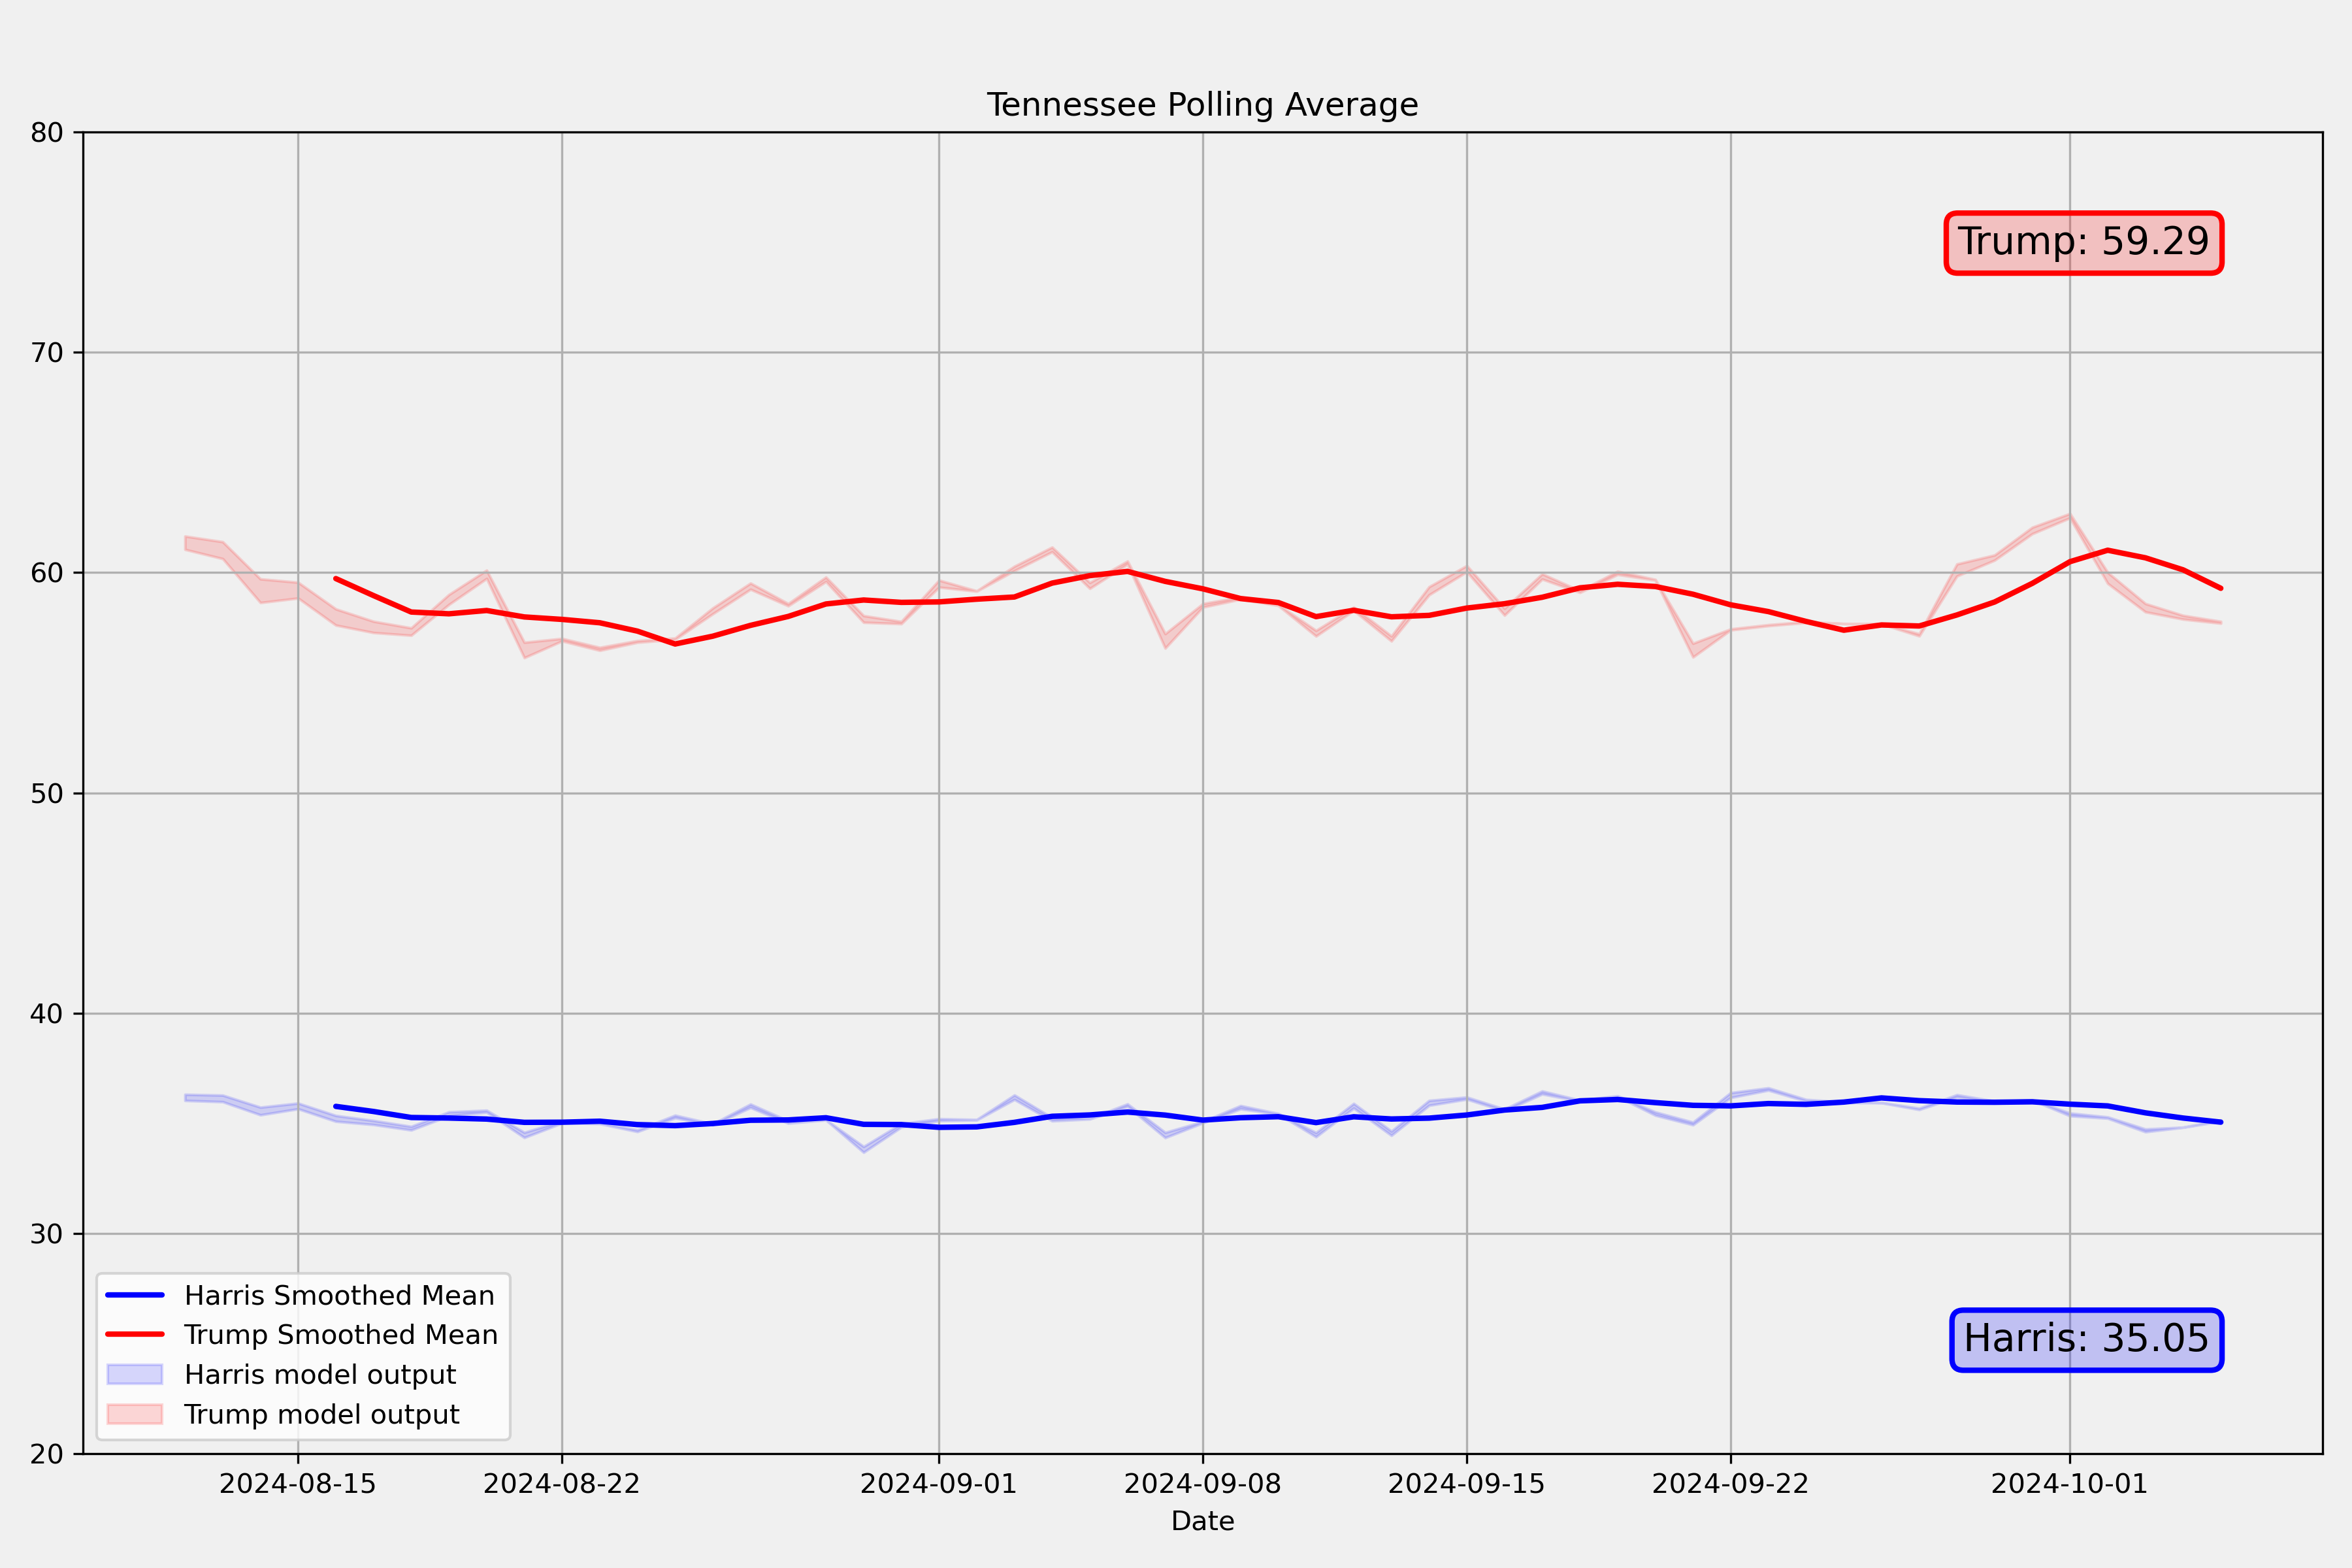 Tennessee Polling Average
80
70
60
50
40
30
20
Trump: 59.29
Harris: 35.05
Harris Smoothed Mean
Trump Smoothed Mean
Harris model output
Trump model output
2024-08-15 2024-08-22 2024-09-01 2024-09-08 2024-09-15 2024-09-22 2024-10-01
Date